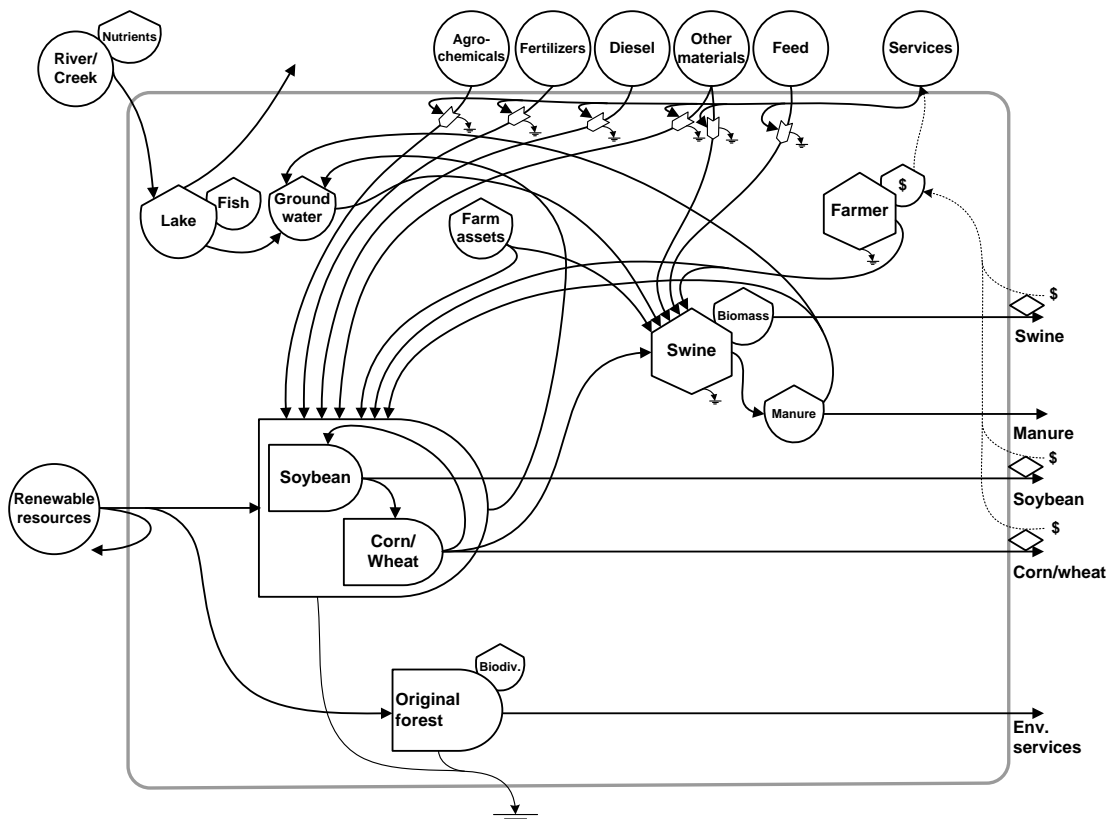 Nutrients
River/
Creek
Agro-
chemicals
Fertilizers
Diesel
Other
materials
Feed
Services
Lake
Fish
Ground
water
Farm
assets
Farmer
$
$
Swine
Biomass
Swine
Manure
Manure
$
Soybean
Soybean
Renewable
resources
$
Corn/
Wheat
Corn/wheat
Biodiv.
Original
forest
Env.
services